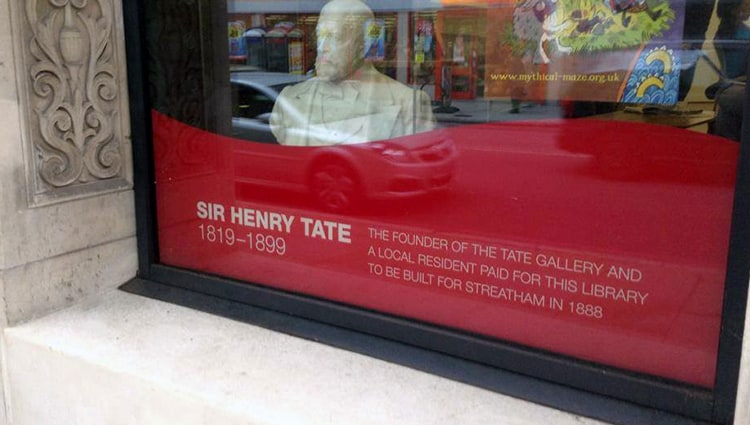 www.mythical-maze.org.uk
SIR HENRY TATE
1819–1899
THE FOUNDER OF THE TATE GALLERY AND
A LOCAL RESIDENT PAID FOR THIS LIBRARY
TO BE BUILT FOR STREATHAM IN 1888